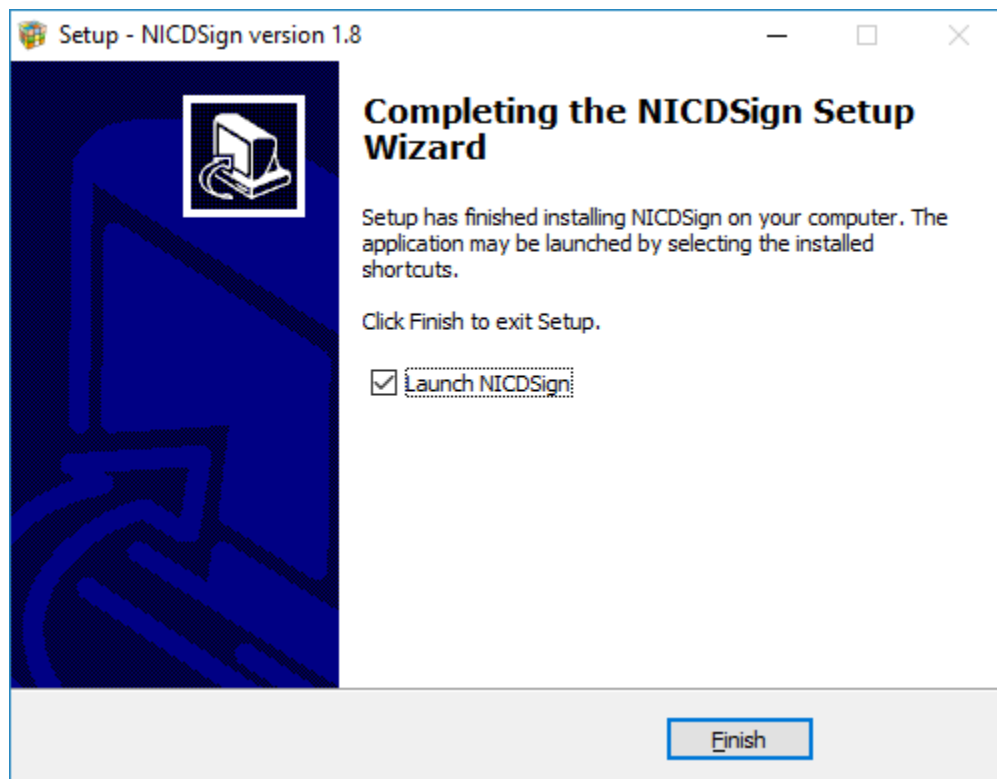 Setup - NICDSign version 1.8
Completing the NICDSign Setup
Wizard
Setup has finished installing NICDSign on your computer. The
application may be launched by selecting the installed
shortcuts.
Click Finish to exit Setup.
Launch NICDSign
Finish